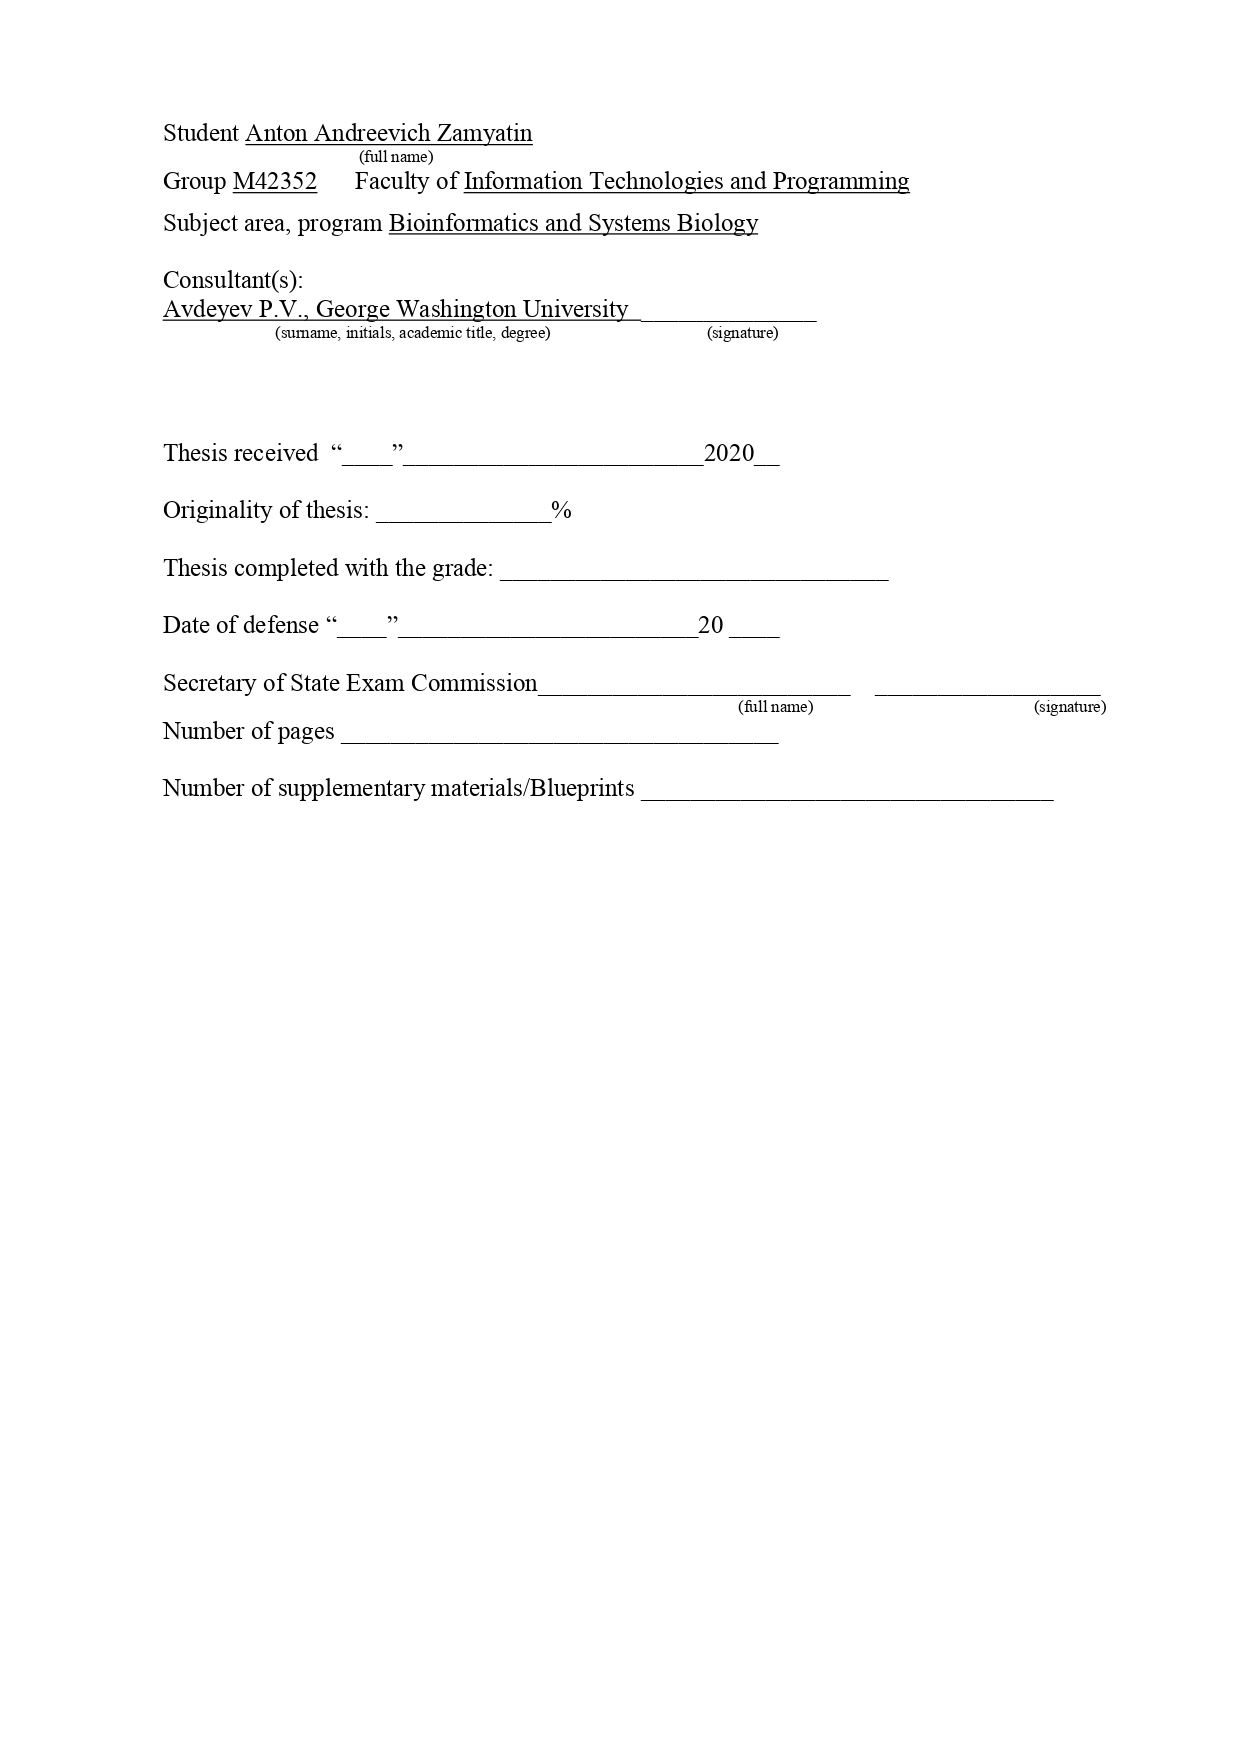 Student Anton Andreevich Zamyatin
(full name)
Group M42352 Faculty of Information Technologies and Programming
Subject area, program Bioinformatics and Systems Biology
Consultant(s):
Avdeyev P.V., George Washington University ______________
(surname, initials, academic title, degree) (signature)
Thesis received “____”________________________2020__
Originality of thesis: ______________%
Thesis completed with the grade: _______________________________
Date of defense “____”________________________20 ____
Secretary of State Exam Commission_________________________ __________________
(full name) (signature)
Number of pages ___________________________________
Number of supplementary materials/Blueprints _________________________________